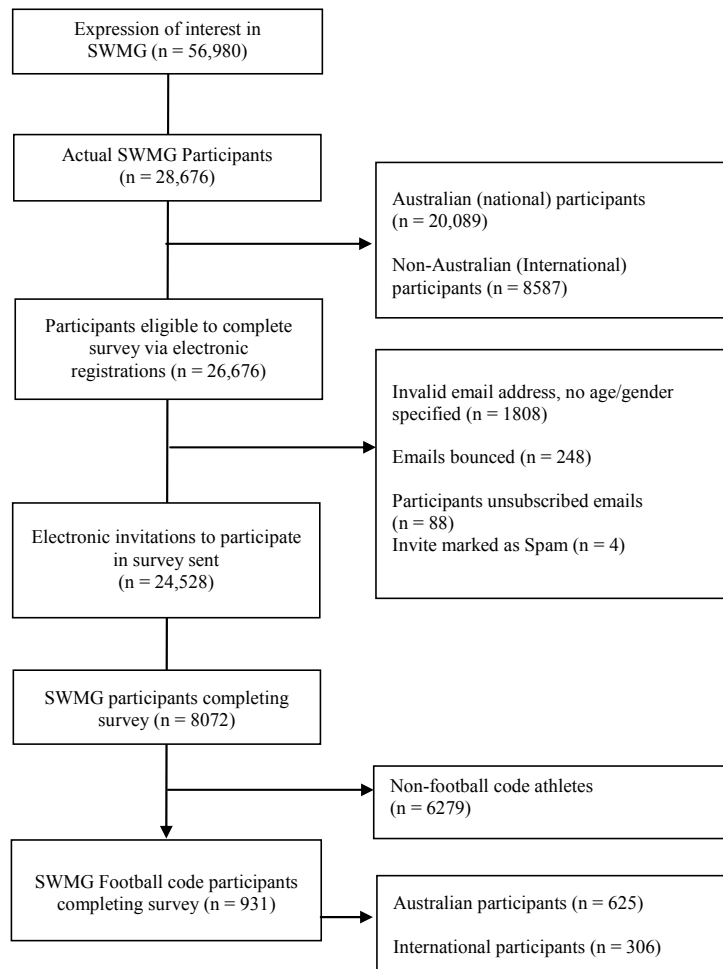 Expression of interest in
SWMG (n = 56,980)
Actual SWMG Participants
(n = 28,676)
Australian (national) participants
(n = 20,089)
Non-Australian (International)
participants (n = 8587)
Participants eligible to complete
survey via electronic
registrations (n = 26,676)
Invalid email address, no age/gender
specified (n = 1808)
Emails bounced (n = 248)
Participants unsubscribed emails
(n = 88)
Invite marked as Spam (n = 4)
Electronic invitations to participate
in survey sent
(n = 24,528)
SWMG participants completing
survey (n = 8072)
Non-football code athletes
(n = 6279)
SWMG Football code participants
completing survey (n = 931)
Australian participants (n = 625)
International participants (n = 306)